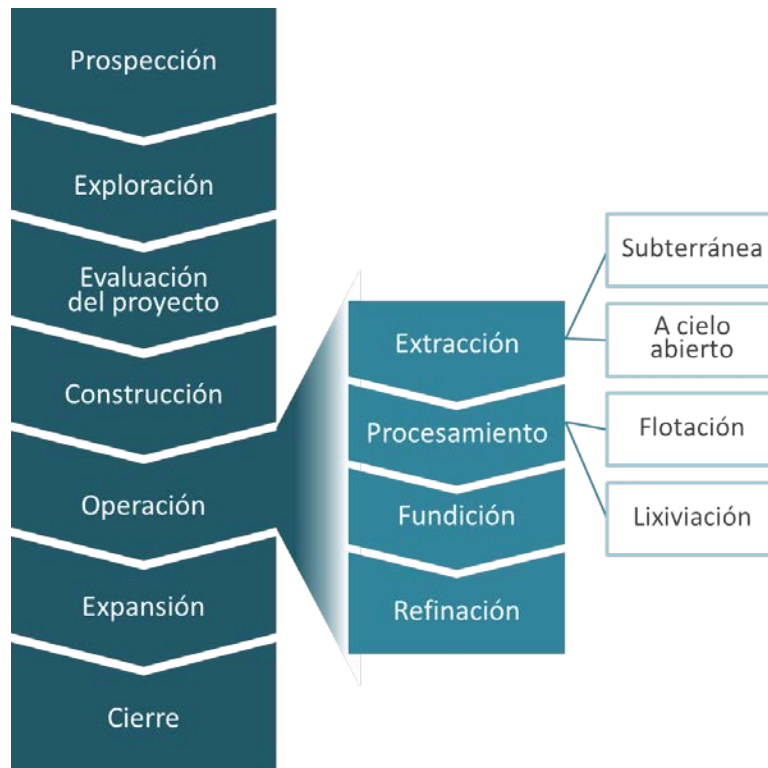 Prospección
Exploración
Evaluación
del proyecto
Construcción
Operación
Expansión
Cierre
Extracción
Procesamiento
Fundición
Refinación
Subterránea
A cielo
abierto
Flotación
Lixiviación